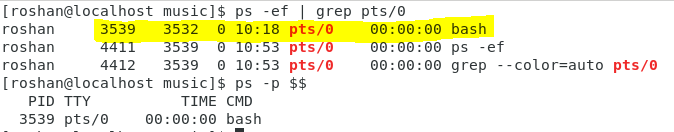 [roshan@localhost music]$ ps -ef | grep pts/0
roshan     3539    3532  0 10:18 pts/0    00:00:00 bash
roshan     4411    3539  0 10:53 pts/0    00:00:00 ps -ef
roshan     4412    3539  0 10:53 pts/0    00:00:00 grep --color=auto pts/0
[roshan@localhost music]$ ps -p $$
    PID TTY          TIME CMD
   3539 pts/0    00:00:00 bash